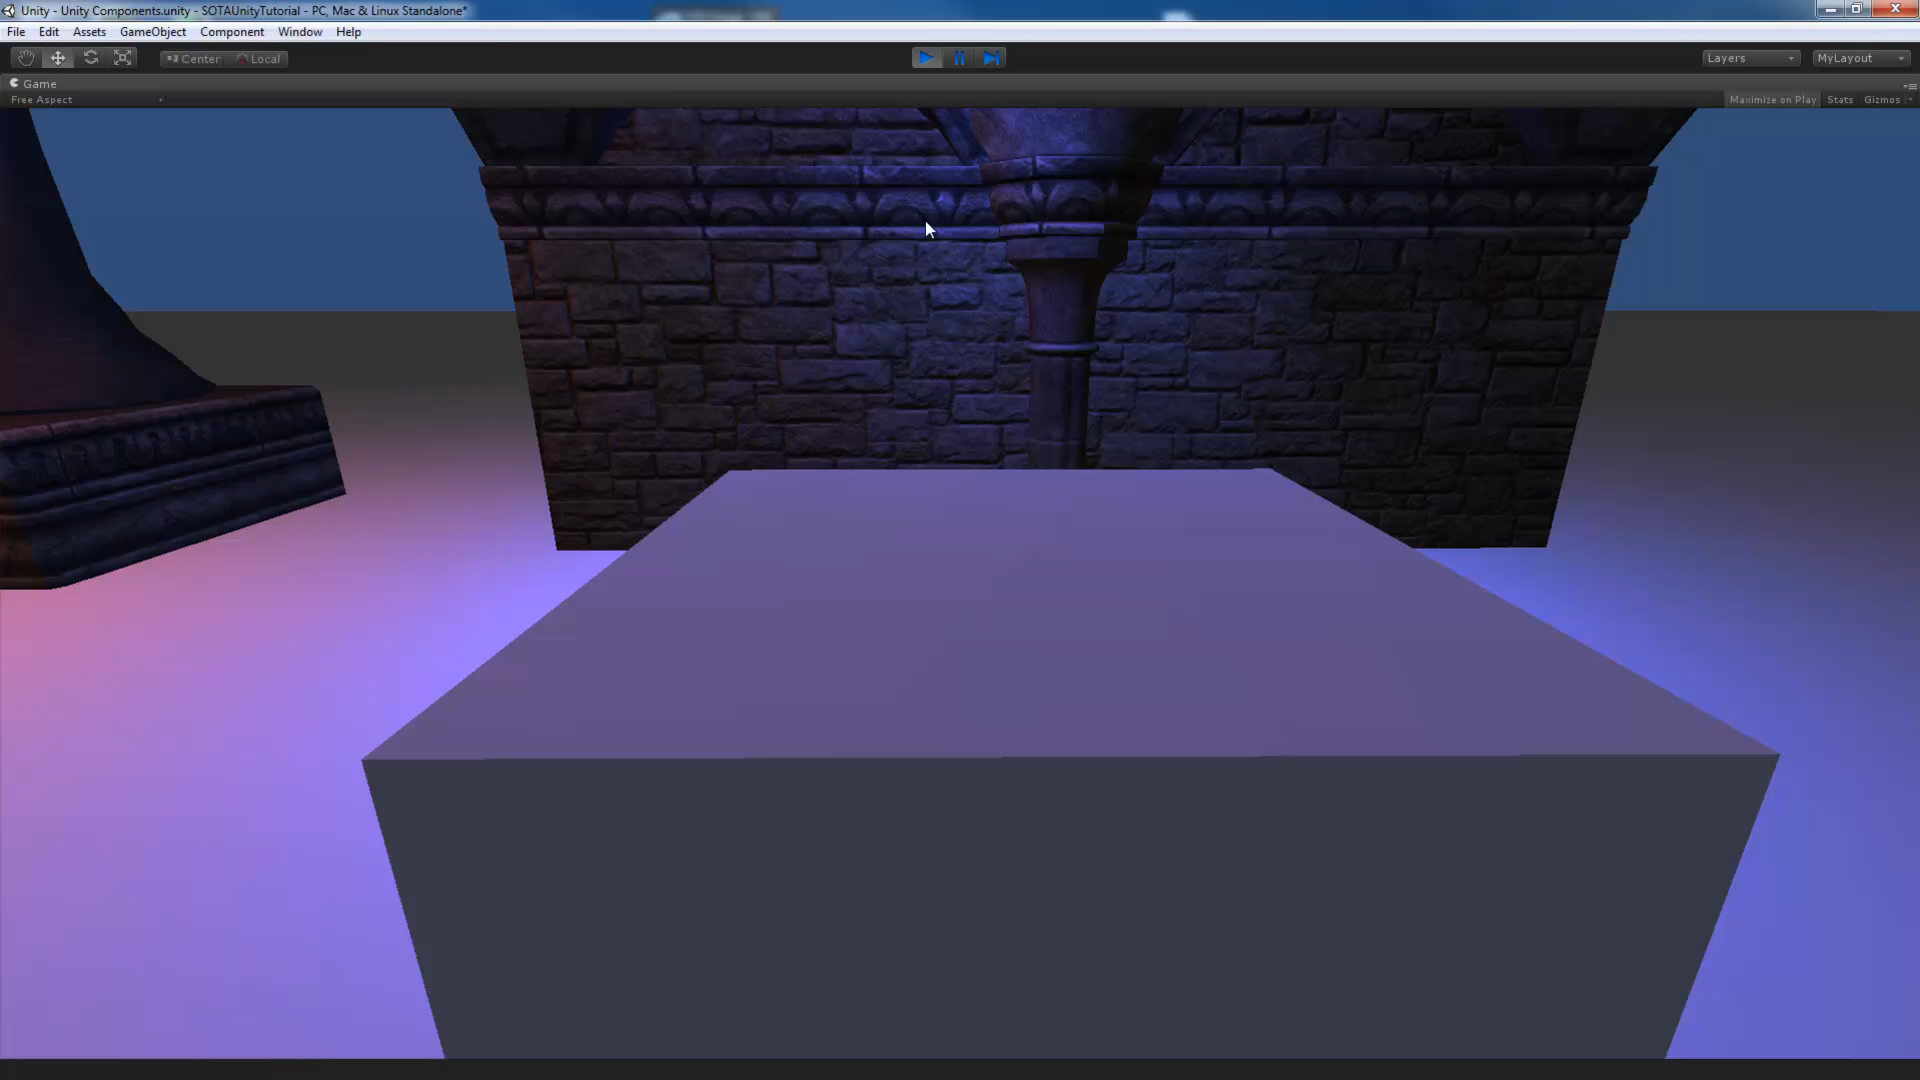 Unity - Unity Components.unity - SOTAUnityTutorial - PC, Mac & Linux Standalone*
File Edit Assets GameObject Component Window Help
Center Local Layers MyLayout
Game
Free Aspect Maximize on Play Stats Gizmos